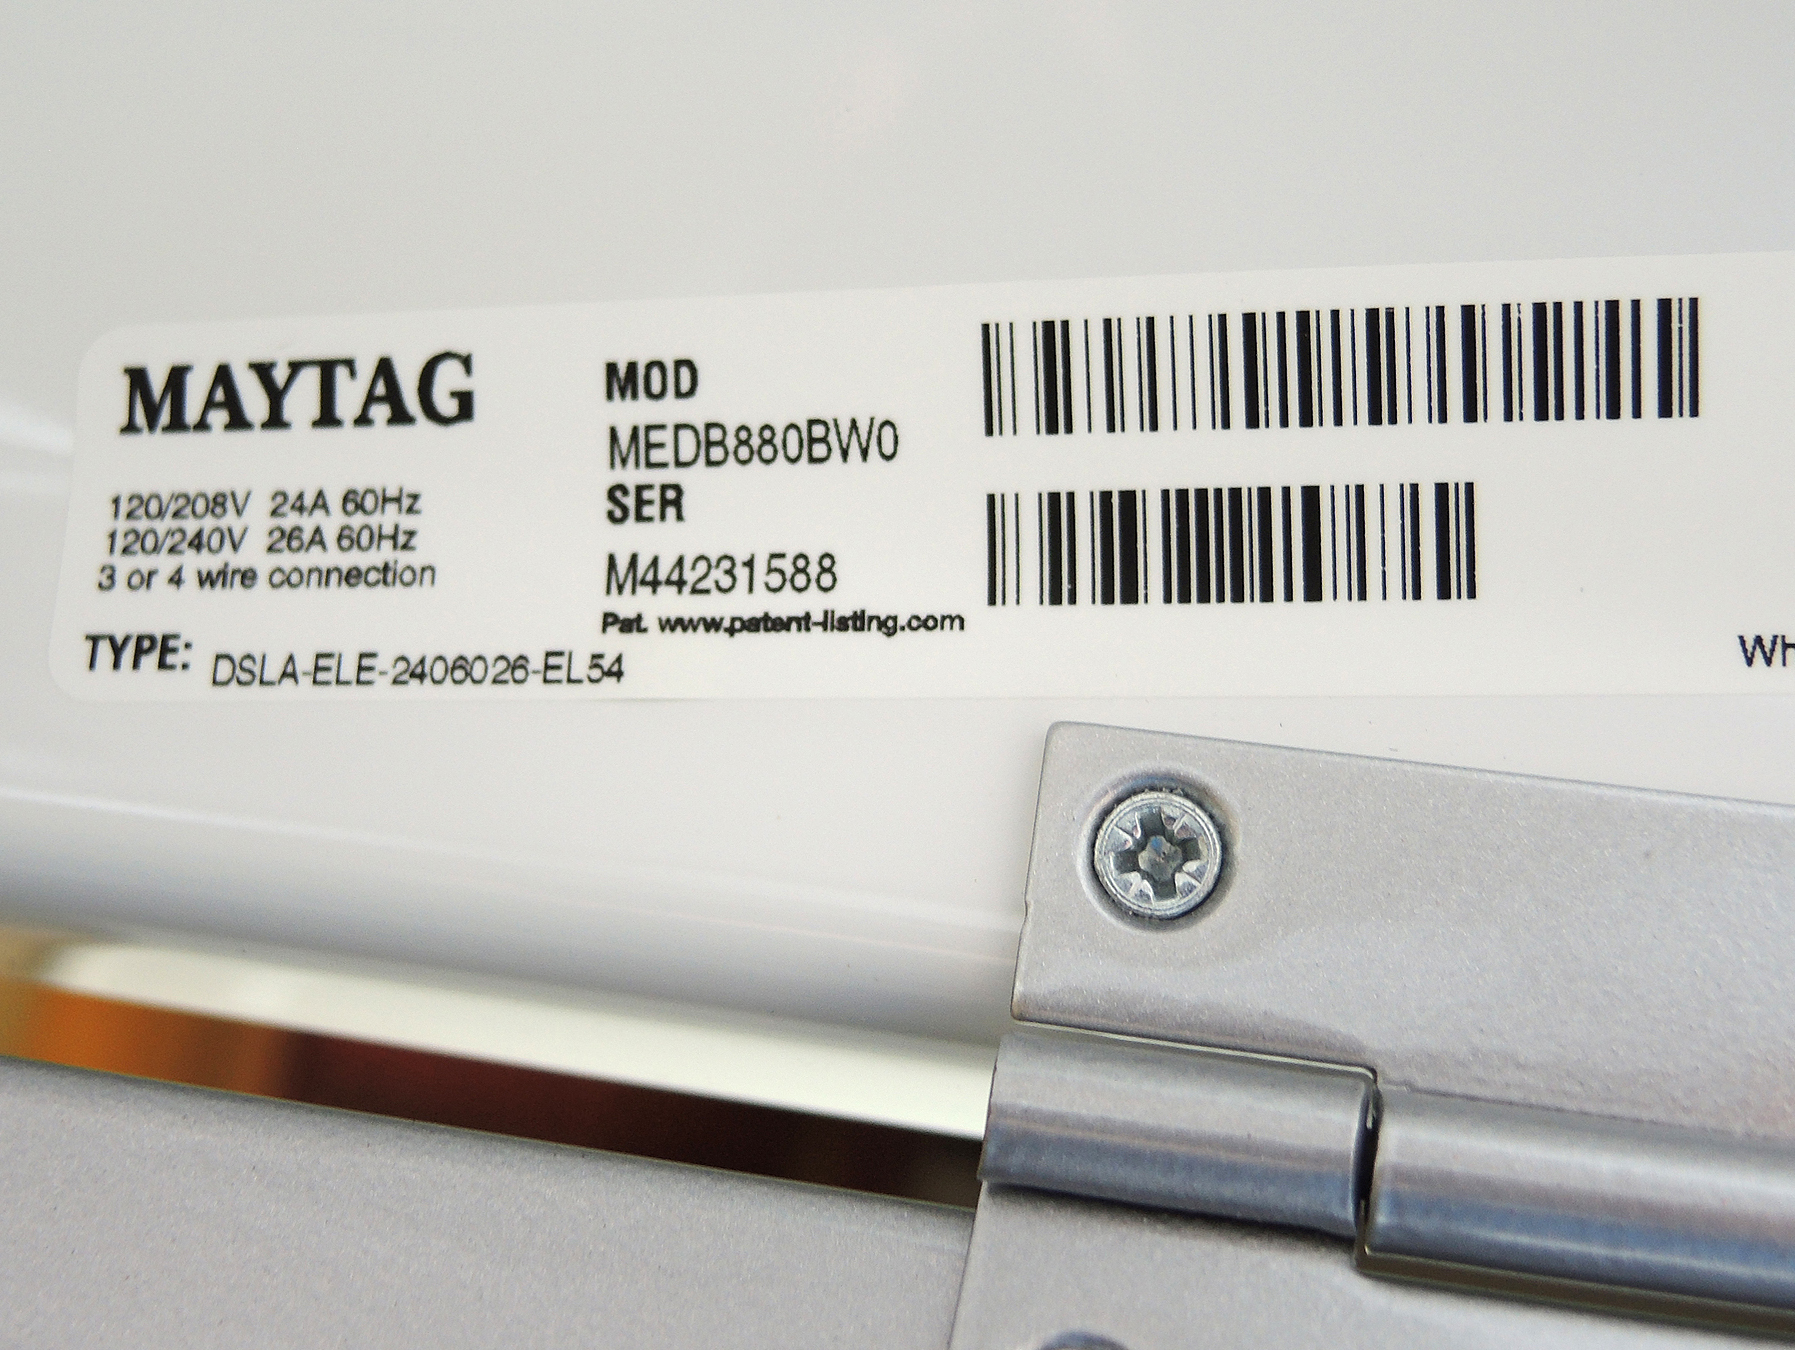 MAYTAG
120/208V 24A 60Hz
120/240V 26A 60Hz
3 or 4 wire connection
TYPE: DSLA-ELE-2406026-EL54
MOD
MEDB880BW0
SER
M44231588
Pat. www.patent-listing.com